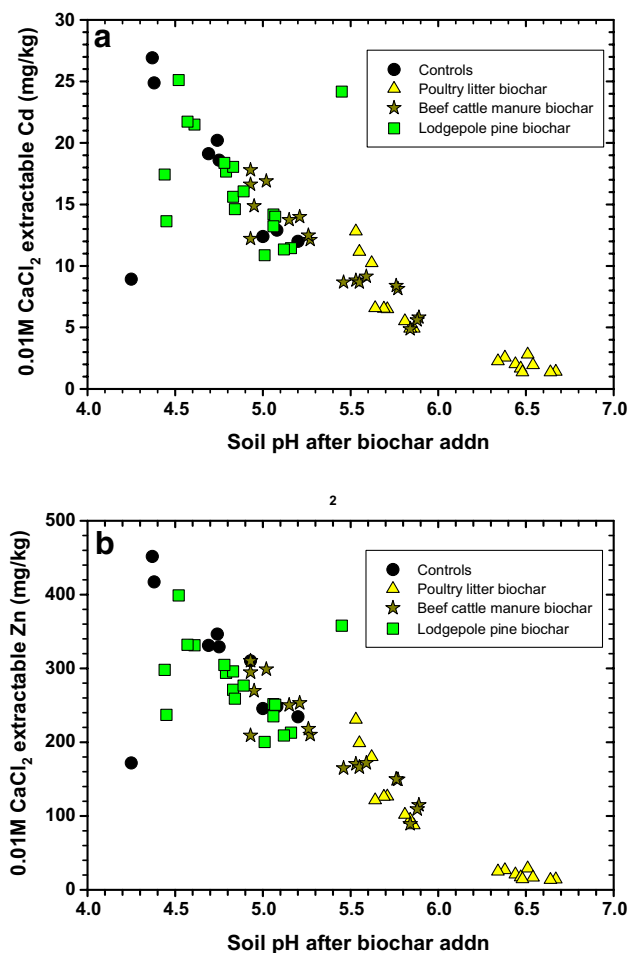 a
30
25
20
15
10
5
0
0.01M CaCl₂ extractable Cd (mg/kg)
Controls
Poultry litter biochar
Beef cattle manure biochar
Lodgepole pine biochar
4.0 4.5 5.0 5.5 6.0 6.5 7.0
Soil pH after biochar addn
2
b
500
400
300
200
100
0
0.01M CaCl₂ extractable Zn (mg/kg)
Controls
Poultry litter biochar
Beef cattle manure biochar
Lodgepole pine biochar
4.0 4.5 5.0 5.5 6.0 6.5 7.0
Soil pH after biochar addn